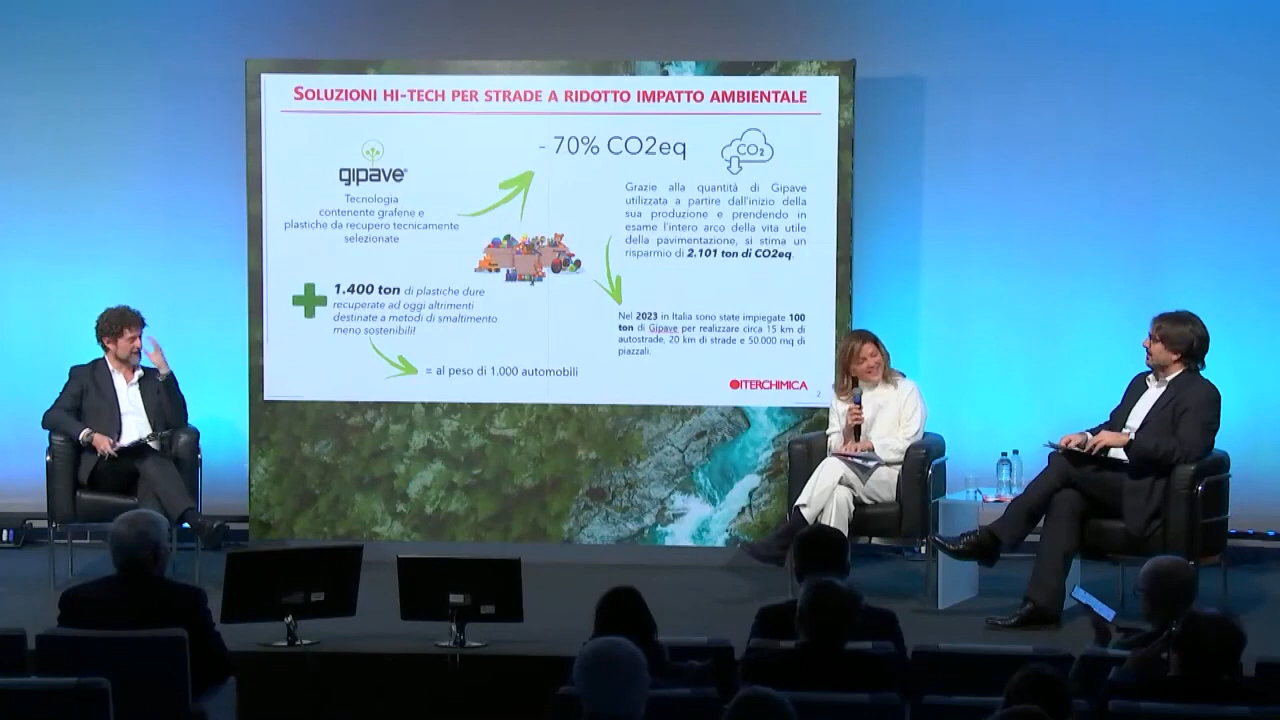 SOLUZIONI HI-TECH PER STRADE A RIDOTTO IMPATTO AMBIENTALE
gipave®
Tecnologia
contenente grafene e
plastiche da recupero tecnicamente
selezionate
- 70% CO2eq
CO2
Grazie alla quantità di Gipave
utilizzata a partire dall'inizio della
sua produzione e prendendo in
esame l'intero arco della vita utile
della pavimentazione, si stima un
risparmio di 2.101 ton di CO2eq.
1.400 ton di plastiche dure
recuperate ad oggi altrimenti
destinate a metodi di smaltimento
meno sostenibili!
= al peso di 1.000 automobili
Nel 2023 in Italia sono state impiegate 100
ton di Gipave per realizzare circa 15 km di
autostrade, 20 km di strade e 50.000 mq di
piazzali.
ITERCHIMICA
2